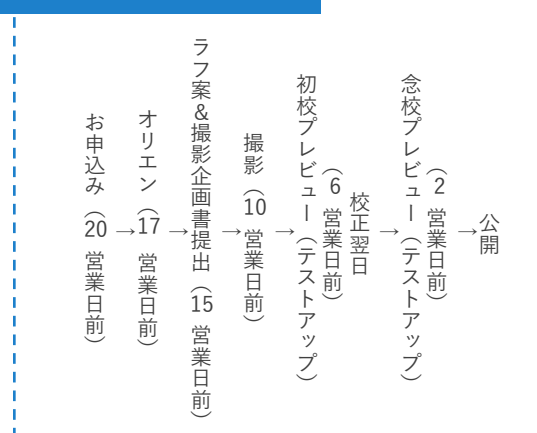 お申込み（20 営業日前）
→
オリエン（17 営業日前）
→
ラフ案&撮影企画書提出（15 営業日前）
→
撮影（10 営業日前）
→
初校プレビュー（テストアップ）
（6 営業日前）
校正翌日
→
念校プレビュー（テストアップ）
（2 営業日前）
→
公開